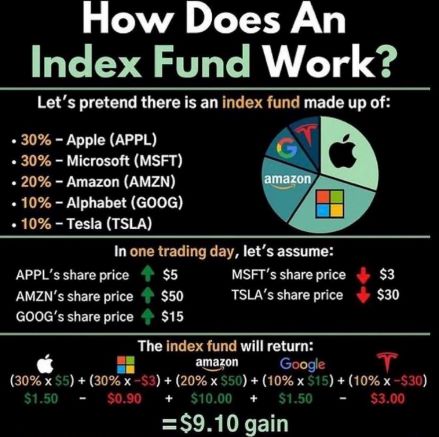 How Does An
Index Fund Work?
Let's pretend there is an index fund made up of:
• 30% – Apple (APPL)
• 30% – Microsoft (MSFT)
• 20% – Amazon (AMZN)
• 10% – Alphabet (GOOG)
• 10% – Tesla (TSLA)
G
amazon
In one trading day, let's assume:
APPL's share price $5
AMZN's share price $50
GOOG's share price $15
MSFT's share price $3
TSLA's share price $30
The index fund will return:
amazon Google
(30% x $5) + (30% x -$3) + (20% x $50) + (10% x $15) + (10% x -$30)
$1.50 - $0.90 + $10.00 + $1.50 - $3.00
=$9.10 gain